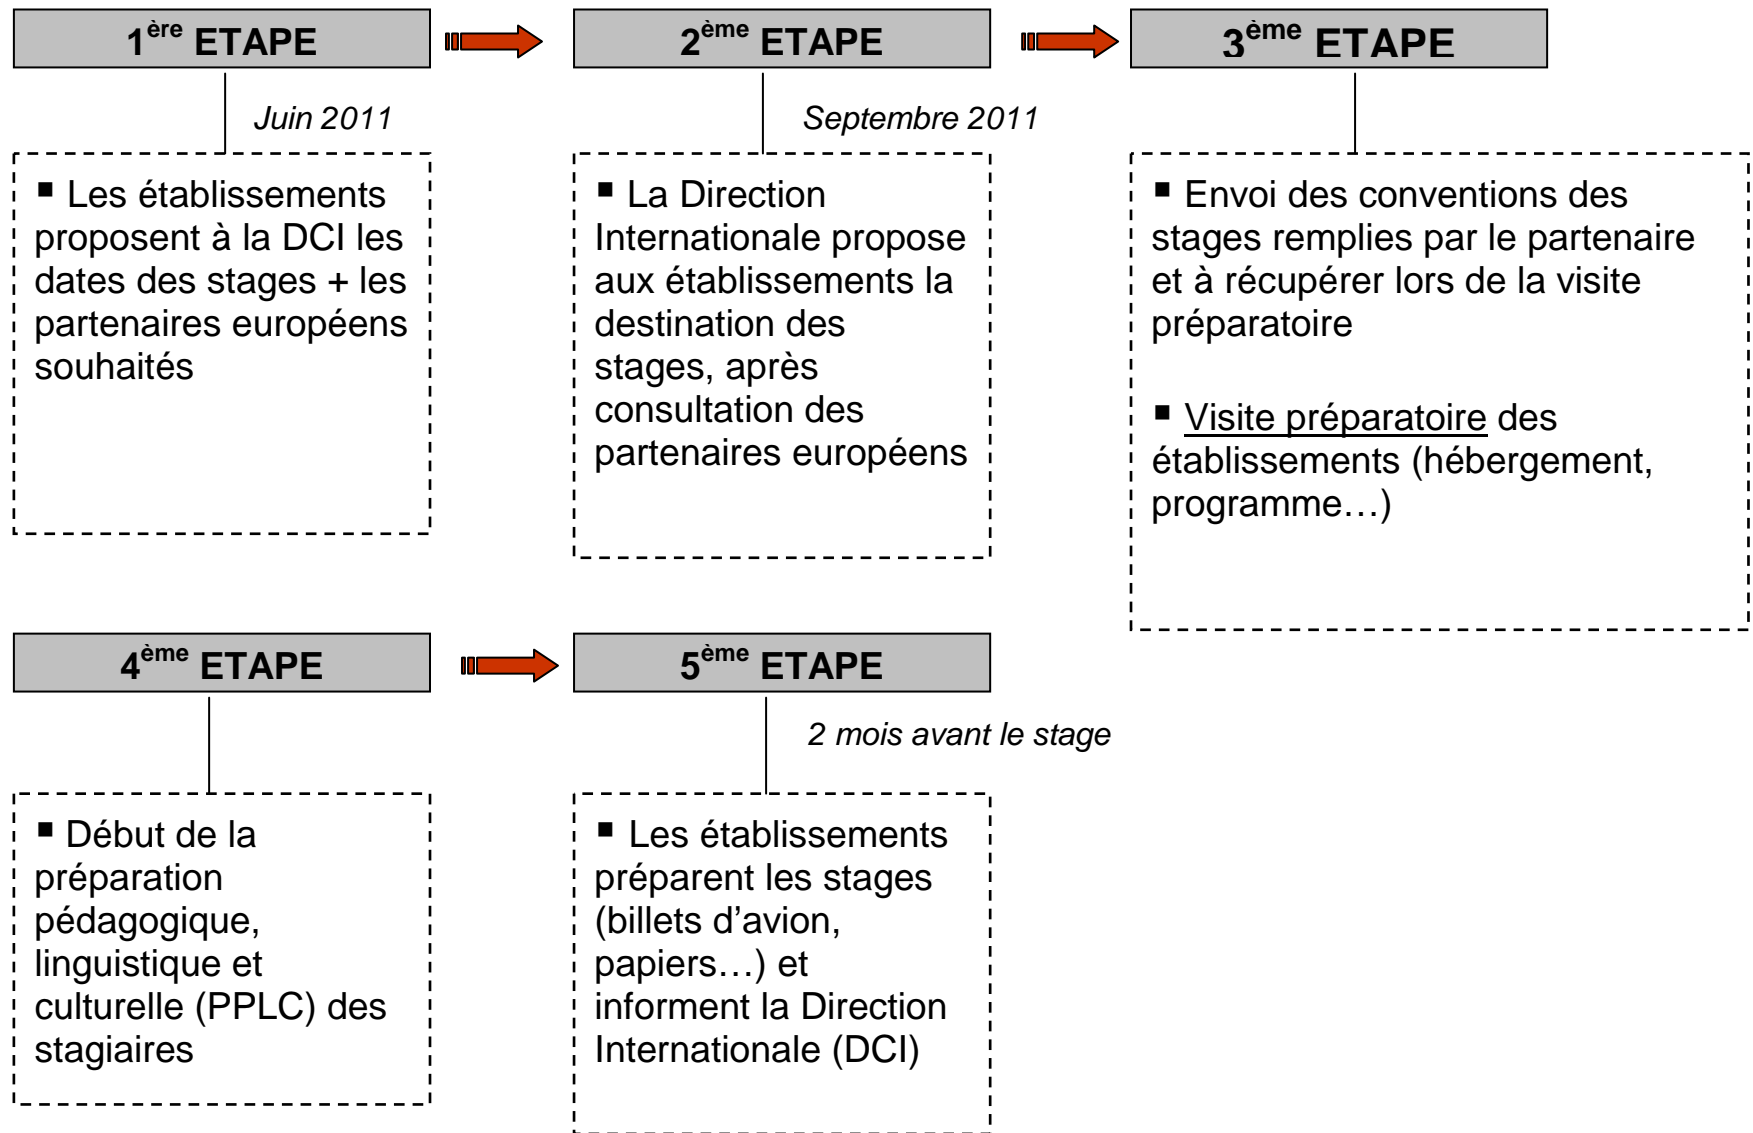 1ère ETAPE
Juin 2011
▪ Les établissements
proposent à la DCI les
dates des stages + les
partenaires européens
souhaités
2ème ETAPE
Septembre 2011
▪ La Direction
Internationale propose
aux établissements la
destination des
stages, après
consultation des
partenaires européens
3ème ETAPE
▪ Envoi des conventions des
stages remplies par le partenaire
et à récupérer lors de la visite
préparatoire
▪ Visite préparatoire des
établissements (hébergement,
programme…)
4ème ETAPE
▪ Début de la
préparation
pédagogique,
linguistique et
culturelle (PPLC) des
stagiaires
5ème ETAPE
2 mois avant le stage
▪ Les établissements
préparent les stages
(billets d’avion,
papiers…) et
informent la Direction
Internationale (DCI)